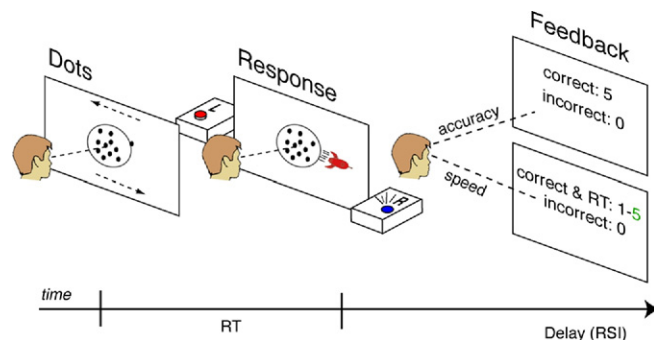 Feedback
Dots
Response
L
correct: 5
incorrect: 0
accuracy
speed
R
correct & RT: 1-5
incorrect: 0
time
RT
Delay (RSI)